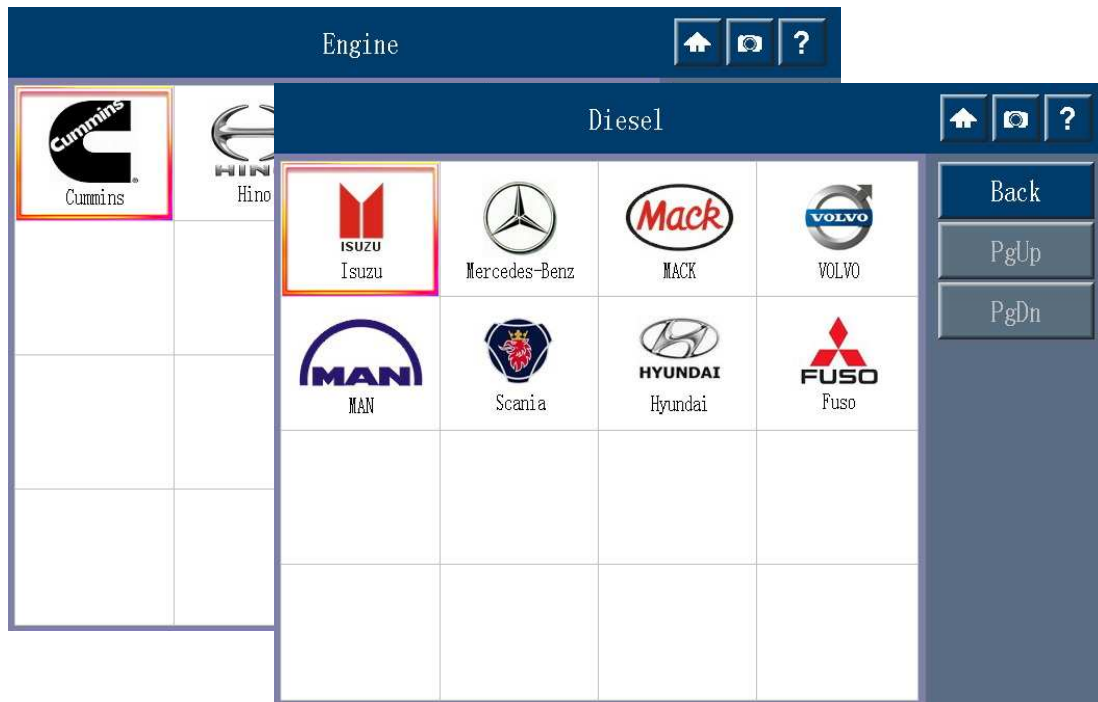 Engine
?
Cummins
HINO
Cummins
Hino
Diesel
?
ISUZU
Mack
VOLVO
Isuzu
Mercedes-Benz
MACK
VOLVO
MAN
HYUNDAI
FUSO
MAN
Scania
Hyundai
Fuso
Back
PgUp
PgDn